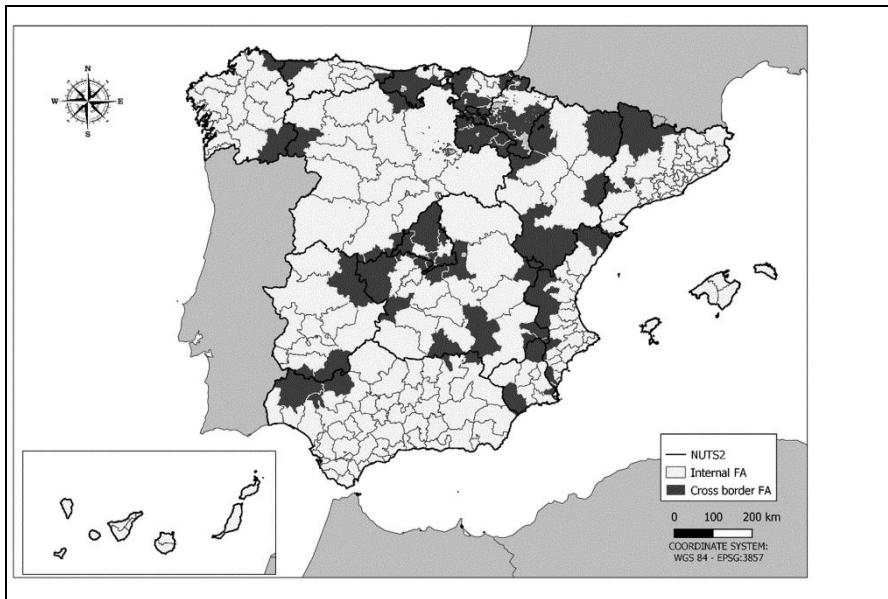 N
W E
S
NUTS2
Internal FA
Cross border FA
0 100 200 km
COORDINATE SYSTEM:
WGS 84 - EPSG:3857